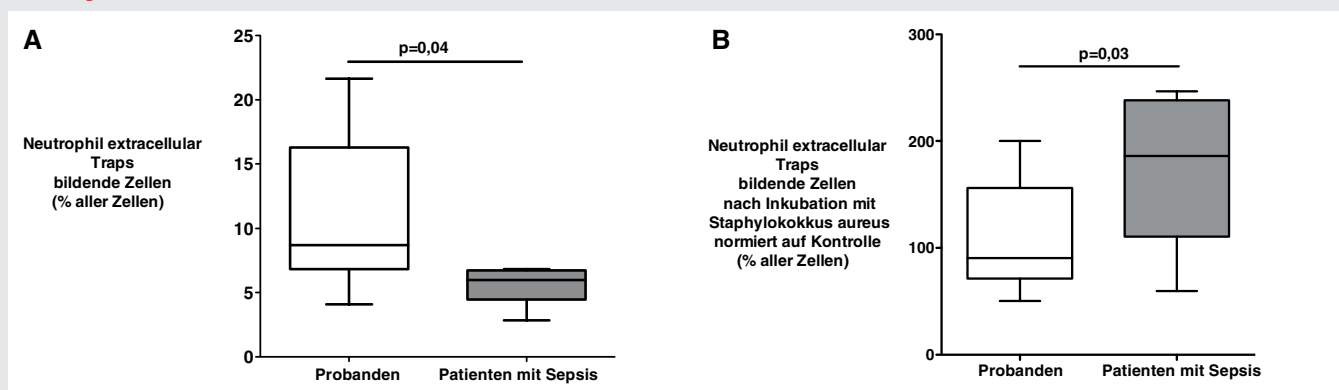 A
Neutrophil extracellular
Traps
bildende Zellen
(% aller Zellen)
25
20
15
10
5
0
p=0,04
Probanden
Patienten mit Sepsis
B
Neutrophil extracellular
Traps
bildende Zellen
nach Inkubation mit
Staphylokokkus aureus
normiert auf Kontrolle
(% aller Zellen)
300
200
100
0
p=0,03
Probanden
Patienten mit Sepsis